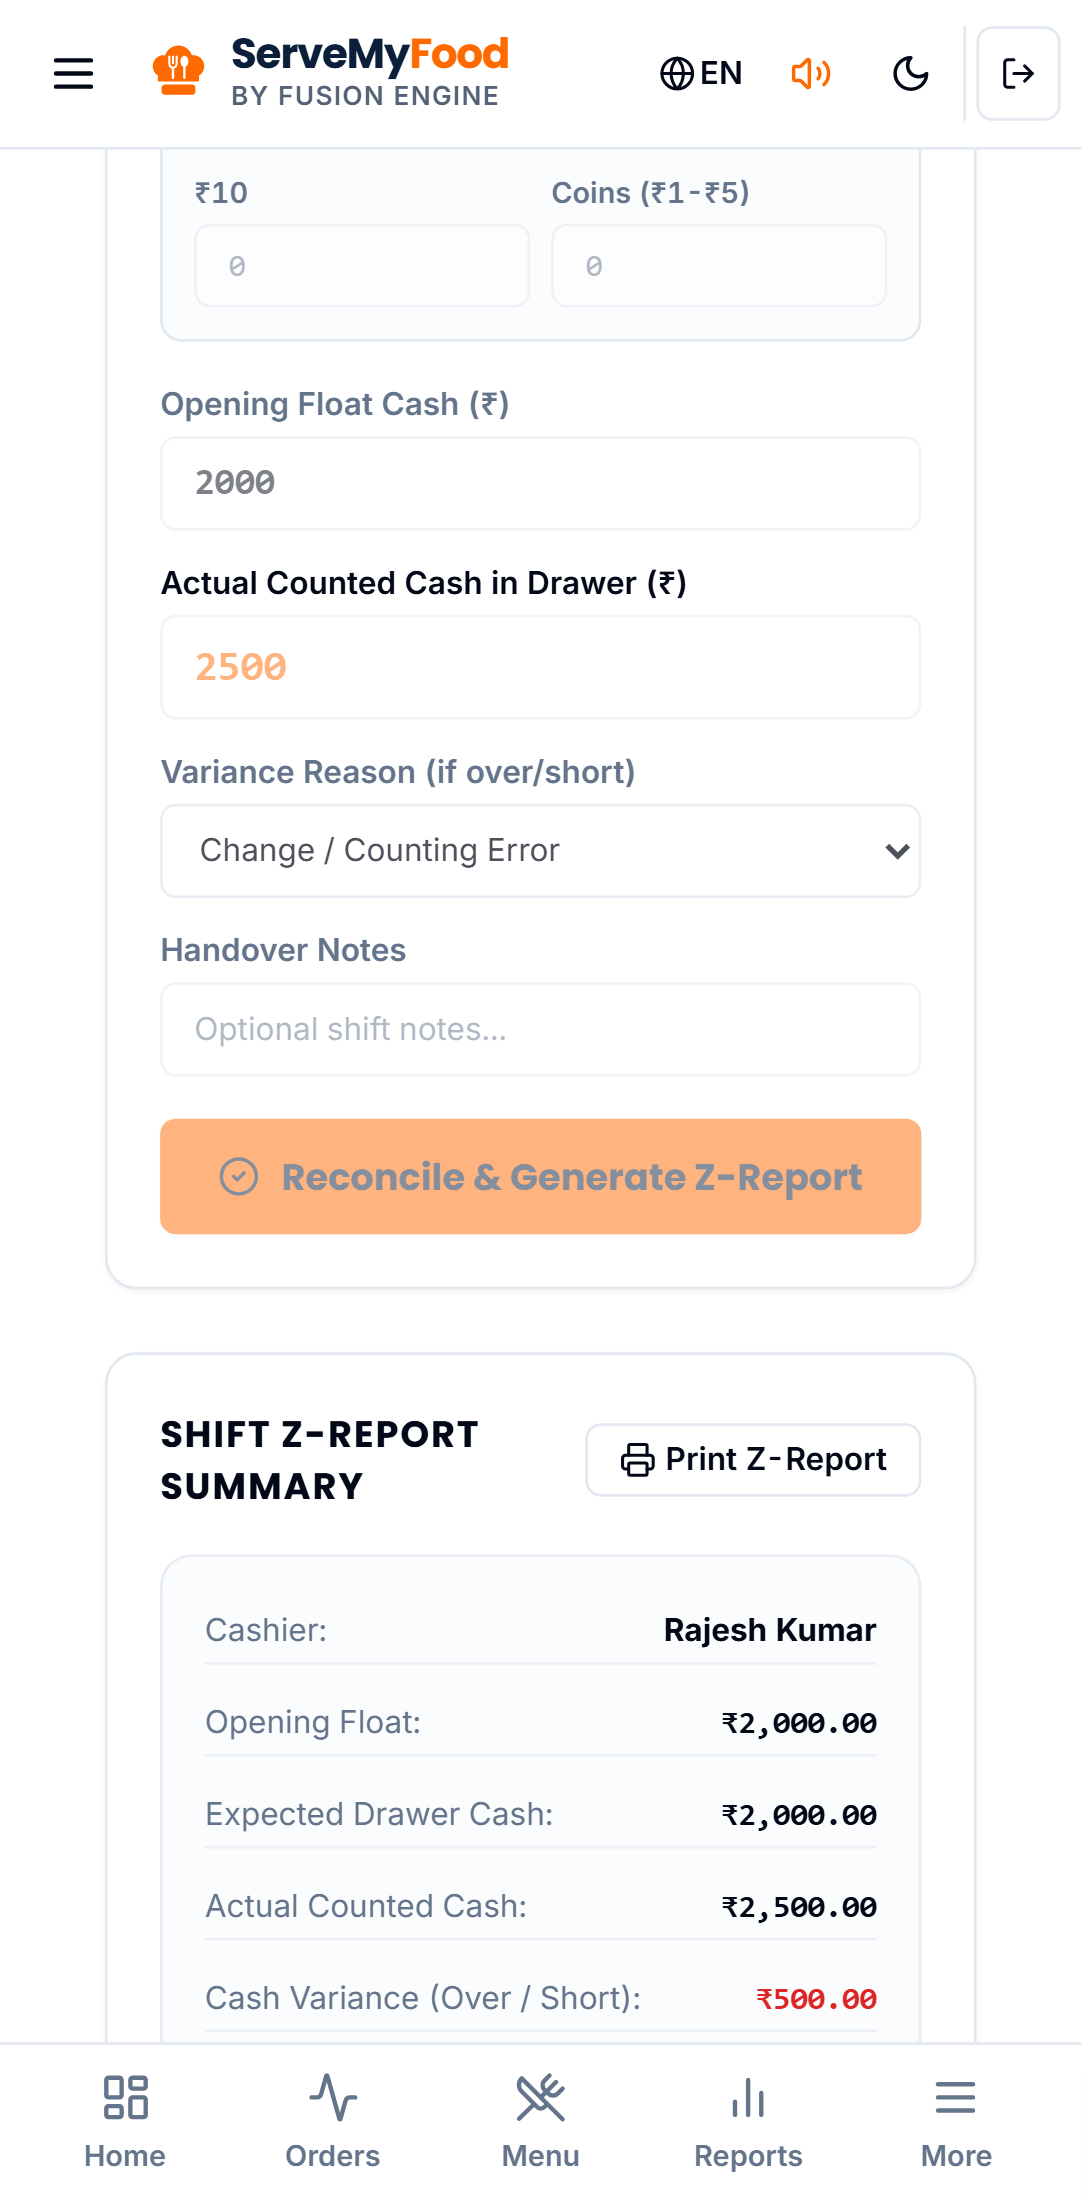 ServeMyFood
BY FUSION ENGINE
EN
₹10
Coins (₹1-₹5)
0
0
Opening Float Cash (₹)
2000
Actual Counted Cash in Drawer (₹)
2500
Variance Reason (if over/short)
Change / Counting Error
Handover Notes
Optional shift notes...
Reconcile & Generate Z-Report
SHIFT Z-REPORT
SUMMARY
Print Z-Report
Cashier:
Rajesh Kumar
Opening Float:
₹2,000.00
Expected Drawer Cash:
₹2,000.00
Actual Counted Cash:
₹2,500.00
Cash Variance (Over / Short):
₹500.00
Home
Orders
Menu
Reports
More